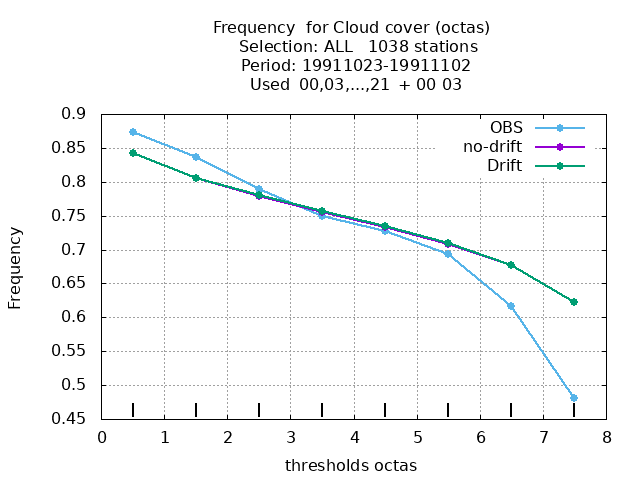 Frequency  for Cloud cover (octas)
Selection: ALL   1038 stations
Period: 19911023-19911102
Used  00,03,...,21  + 00 03
OBS
no-drift
Drift
0.9
0.85
0.8
0.75
0.7
0.65
0.6
0.55
0.5
0.45
Frequency
0 1 2 3 4 5 6 7 8
thresholds octas